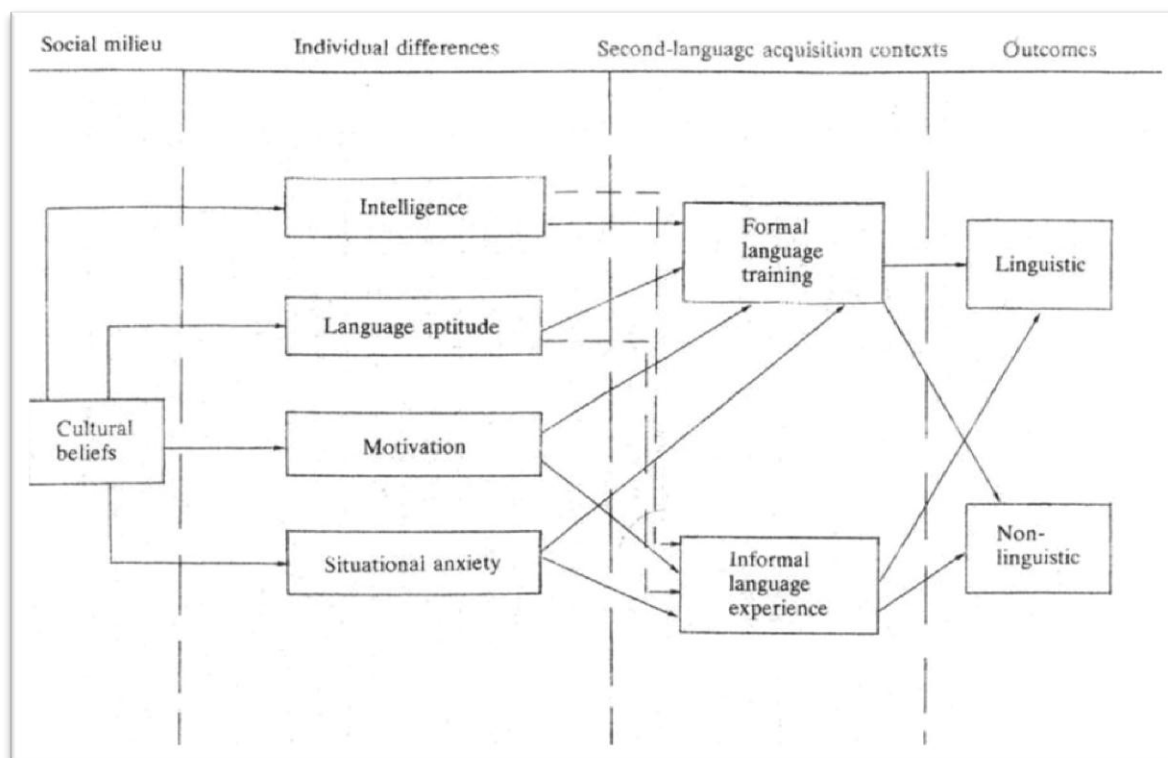 Social milieu
Individual differences
Second-language acquisition contexts
Outcomes
Intelligence
Formal
language
training
Linguistic
Language aptitude
Cultural
beliefs
Motivation
Non-
linguistic
Situational anxiety
Informal
language
experience